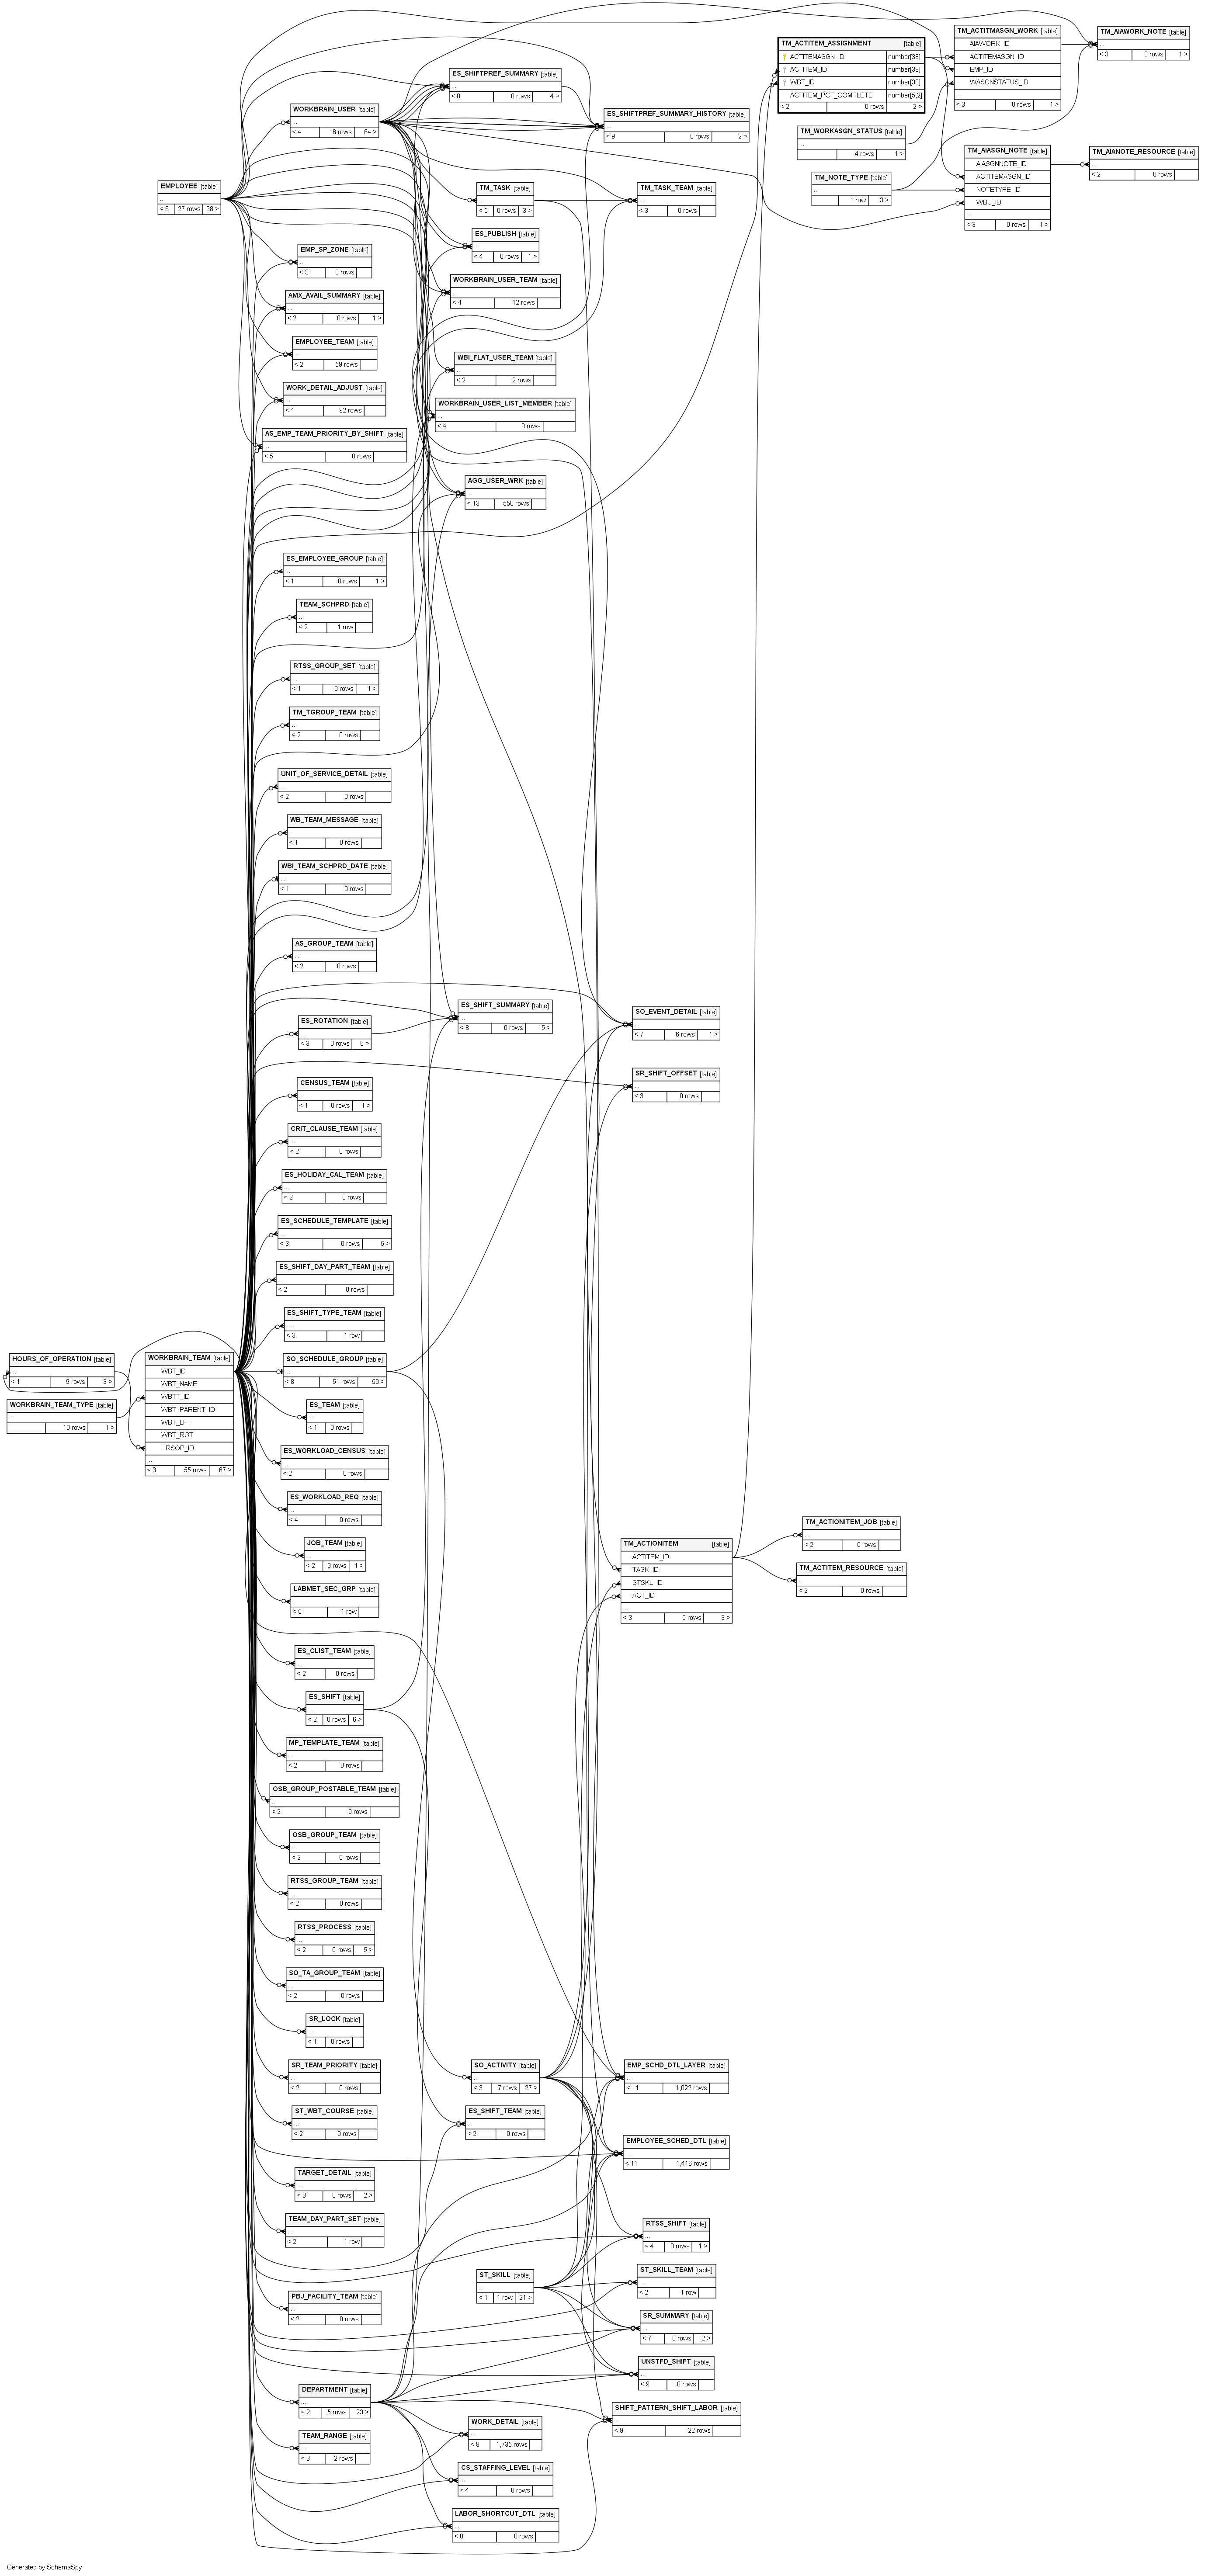 TM_ACTITEM_ASSIGNMENT [table]
ACTITEMASGN_ID number[38]
ACTITEM_ID number[38]
WBT_ID number[38]
ACTITEM_PCT_COMPLETE number[5,2]
< 2 0 rows 2 >
TM_ACTITMASGN_WORK [table]
AIAWORK_ID
ACTITEMASGN_ID
EMP_ID
WASGNSTATUS_ID
...
< 3 0 rows 1 >
TM_AIAWORK_NOTE [table]
...
< 3 0 rows 1 >
ES_SHIFTPREF_SUMMARY [table]
...
< 8 0 rows 4 >
WORKBRAIN_USER [table]
...
< 4 16 rows 64 >
ES_SHIFTPREF_SUMMARY_HISTORY [table]
...
< 9 0 rows 2 >
TM_WORKASGN_STATUS [table]
...
4 rows 1 >
TM_AIASGN_NOTE [table]
AIASGNNOTE_ID
ACTITEMASGN_ID
NOTETYPE_ID
WBU_ID
...
< 3 0 rows 1 >
TM_AIANOTE_RESOURCE [table]
...
< 2 0 rows
TM_NOTE_TYPE [table]
...
1 row 3 >
EMPLOYEE [table]
...
< 6 27 rows 98 >
TM_TASK [table]
...
< 5 0 rows 3 >
TM_TASK_TEAM [table]
...
< 3 0 rows
ES_PUBLISH [table]
...
< 4 0 rows 1 >
EMP_SP_ZONE [table]
...
< 3 0 rows
WORKBRAIN_USER_TEAM [table]
...
< 4 12 rows
AMX_AVAIL_SUMMARY [table]
...
< 2 0 rows 1 >
EMPLOYEE_TEAM [table]
...
< 2 59 rows
WBI_FLAT_USER_TEAM [table]
...
< 2 2 rows
WORK_DETAIL_ADJUST [table]
...
< 4 92 rows
WORKBRAIN_USER_LIST_MEMBER [table]
...
< 4 0 rows
AS_EMP_TEAM_PRIORITY_BY_SHIFT [table]
...
< 5 0 rows
AGG_USER_WRK [table]
...
< 13 550 rows
ES_EMPLOYEE_GROUP [table]
...
< 1 0 rows 1 >
TEAM_SCHPRD [table]
...
< 2 1 row
RTSS_GROUP_SET [table]
...
< 1 0 rows 1 >
TM_TGROUP_TEAM [table]
...
< 2 0 rows
UNIT_OF_SERVICE_DETAIL [table]
...
< 2 0 rows
WB_TEAM_MESSAGE [table]
...
< 1 0 rows
WBI_TEAM_SCHPRD_DATE [table]
...
< 1 0 rows
AS_GROUP_TEAM [table]
...
< 2 0 rows
ES_SHIFT_SUMMARY [table]
...
< 8 0 rows 15 >
SO_EVENT_DETAIL [table]
...
< 7 6 rows 1 >
ES_ROTATION [table]
...
< 3 0 rows 6 >
SR_SHIFT_OFFSET [table]
...
< 3 0 rows
CENSUS_TEAM [table]
...
< 1 0 rows 1 >
CRIT_CLAUSE_TEAM [table]
...
< 2 0 rows
ES_HOLIDAY_CAL_TEAM [table]
...
< 2 0 rows
ES_SCHEDULE_TEMPLATE [table]
...
< 3 0 rows 5 >
ES_SHIFT_DAY_PART_TEAM [table]
...
< 2 0 rows
ES_SHIFT_TYPE_TEAM [table]
...
< 3 1 row
HOURS_OF_OPERATION [table]
...
< 1 9 rows 3 >
WORKBRAIN_TEAM_TYPE [table]
...
10 rows 1 >
WORKBRAIN_TEAM [table]
WBT_ID
WBT_NAME
WBTT_ID
WBT_PARENT_ID
WBT_LFT
WBT_RGT
HRSOP_ID
...
< 3 55 rows 67 >
SO_SCHEDULE_GROUP [table]
...
< 8 51 rows 59 >
ES_TEAM [table]
...
< 1 0 rows
ES_WORKLOAD_CENSUS [table]
...
< 2 0 rows
ES_WORKLOAD_REQ [table]
...
< 4 0 rows
JOB_TEAM [table]
...
< 2 9 rows 1 >
TM_ACTIONITEM [table]
ACTITEM_ID
TASK_ID
STSKL_ID
ACT_ID
...
< 3 0 rows 3 >
TM_ACTIONITEM_JOB [table]
...
< 2 0 rows
TM_ACTITEM_RESOURCE [table]
...
< 2 0 rows
LABMET_SEC_GRP [table]
...
< 5 1 row
ES_CLIST_TEAM [table]
...
< 2 0 rows
ES_SHIFT [table]
...
< 2 0 rows 6 >
MP_TEMPLATE_TEAM [table]
...
< 2 0 rows
OSB_GROUP_POSTABLE_TEAM [table]
...
< 2 0 rows
OSB_GROUP_TEAM [table]
...
< 2 0 rows
RTSS_GROUP_TEAM [table]
...
< 2 0 rows
RTSS_PROCESS [table]
...
< 2 0 rows 5 >
SO_TA_GROUP_TEAM [table]
...
< 2 0 rows
SR_LOCK [table]
...
< 1 0 rows
SR_TEAM_PRIORITY [table]
...
< 2 0 rows
SO_ACTIVITY [table]
...
< 3 7 rows 27 >
EMP_SCHD_DTL_LAYER [table]
...
< 11 1,022 rows
ST_WBT_COURSE [table]
...
< 2 0 rows
ES_SHIFT_TEAM [table]
...
< 2 0 rows
EMPLOYEE_SCHED_DTL [table]
...
< 11 1,416 rows
TARGET_DETAIL [table]
...
< 3 0 rows 2 >
TEAM_DAY_PART_SET [table]
...
< 2 1 row
RTSS_SHIFT [table]
...
< 4 0 rows 1 >
ST_SKILL [table]
...
< 1 1 row 21 >
ST_SKILL_TEAM [table]
...
< 2 1 row
PBJ_FACILITY_TEAM [table]
...
< 2 0 rows
SR_SUMMARY [table]
...
< 7 0 rows 2 >
UNSTFD_SHIFT [table]
...
< 9 0 rows
DEPARTMENT [table]
...
< 2 5 rows 23 >
SHIFT_PATTERN_SHIFT_LABOR [table]
...
< 9 22 rows
WORK_DETAIL [table]
...
< 8 1,735 rows
TEAM_RANGE [table]
...
< 3 2 rows
CS_STAFFING_LEVEL [table]
...
< 4 0 rows
LABOR_SHORTCUT_DTL [table]
...
< 8 0 rows
Generated by SchemaSpy